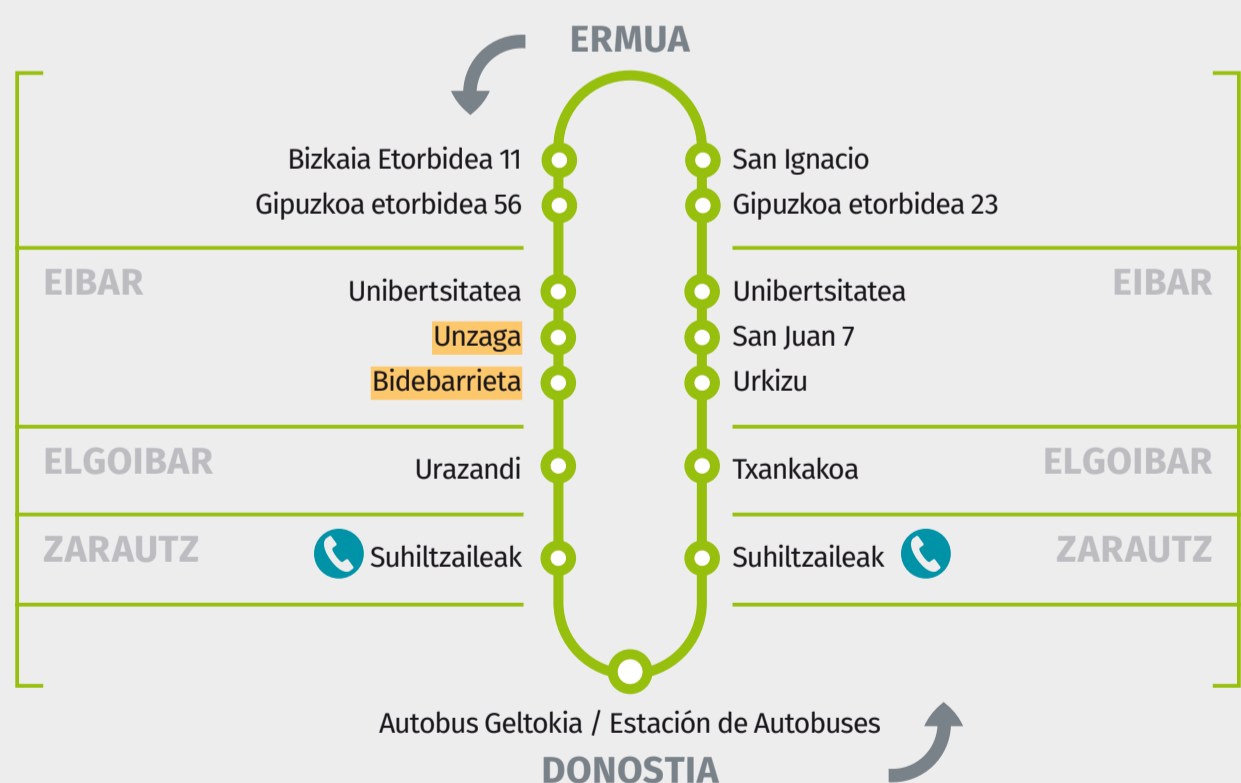 ERMUA
Bizkaia Etorbidea 11
San Ignacio
Gipuzkoa etorbidea 56
Gipuzkoa etorbidea 23
EIBAR
Unibertsitatea
Unibertsitatea
EIBAR
Unzaga
San Juan 7
Bidebarrieta
Urkizu
ELGOIBAR
Urazandi
Txankakoa
ELGOIBAR
ZARAUTZ
Suhiltzaileak
Suhiltzaileak
ZARAUTZ
Autobus Geltokia / Estación de Autobuses
DONOSTIA